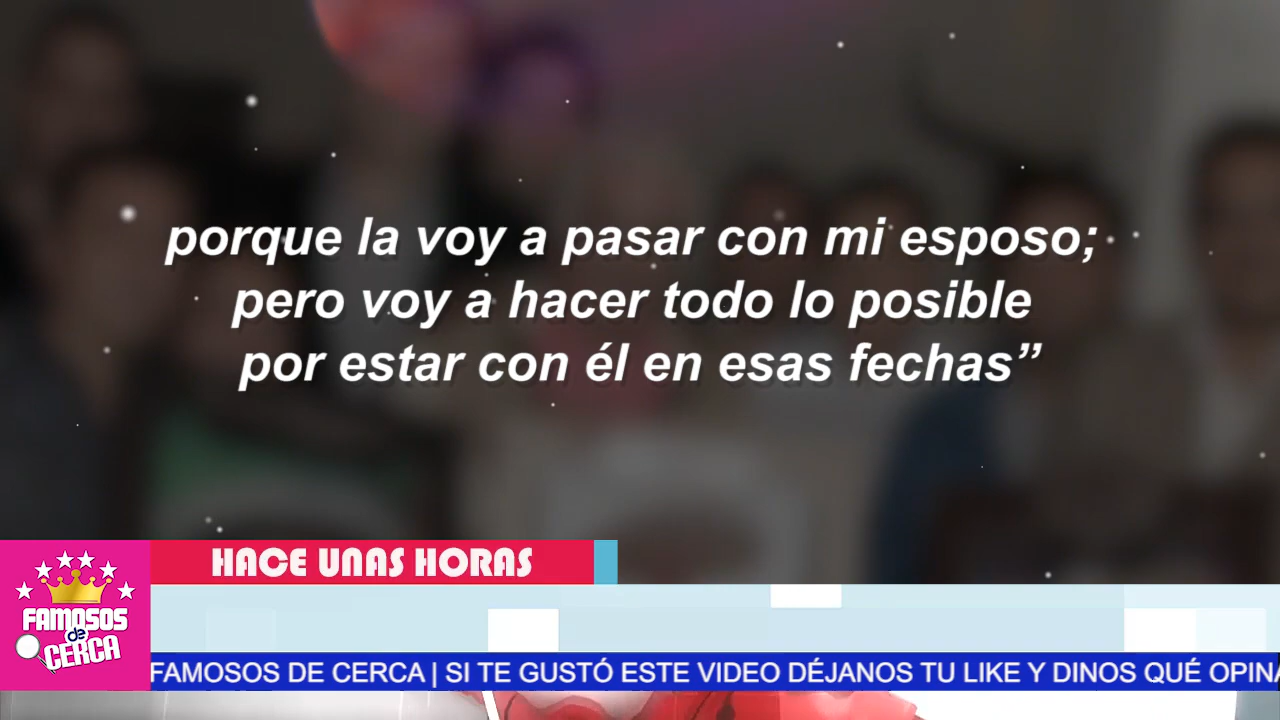 porque la voy a pasar con mi esposo;
pero voy a hacer todo lo posible
por estar con él en esas fechas”
HACE UNAS HORAS
FAMOSOS
de
CERCA
FAMOSOS DE CERCA | SI TE GUSTÓ ESTE VIDEO DÉJANOS TU LIKE Y DINOS QUÉ OPINA